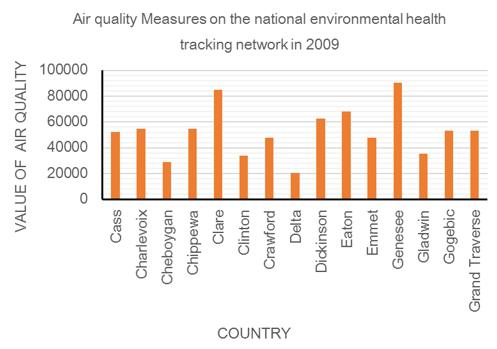 Air quality Measures on the national environmental health
tracking network in 2009
VALUE OF AIR QUALITY
100000
80000
60000
40000
20000
0
Cass
Charlevoix
Cheboygan
Chippewa
Clare
Clinton
Crawford
Delta
Dickinson
Eaton
Emmet
Genesee
Gladwin
Gogebic
Grand Traverse
COUNTRY